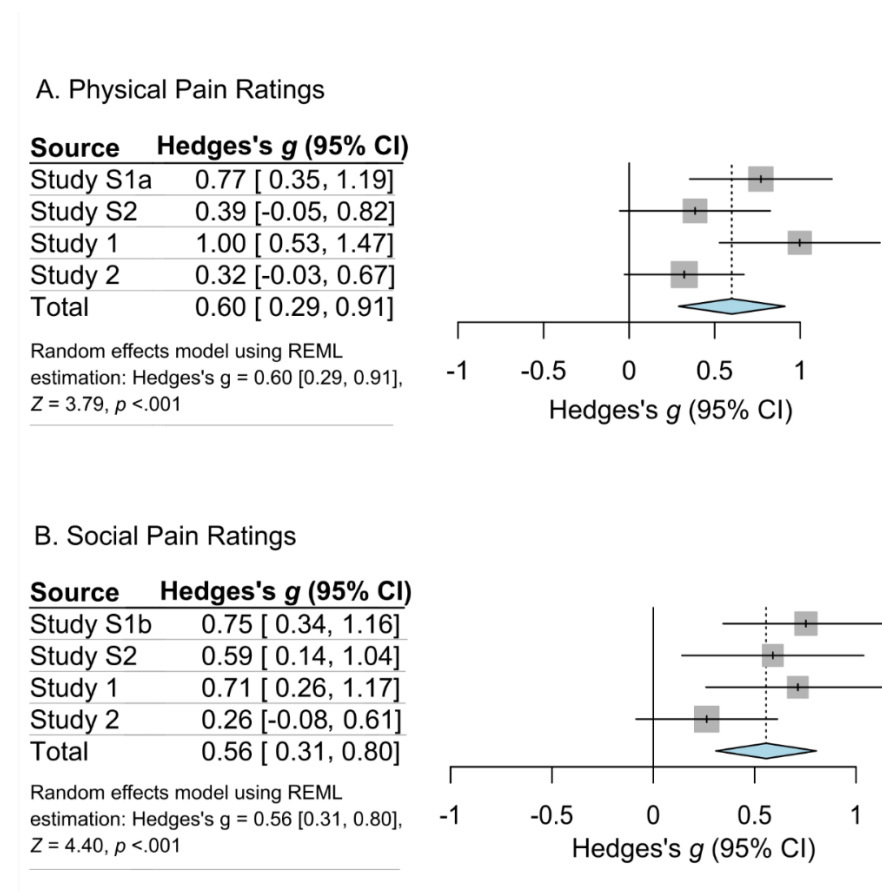 A. Physical Pain Ratings
Source Hedges's g (95% CI)
Study S1a 0.77 [ 0.35, 1.19]
Study S2 0.39 [-0.05, 0.82]
Study 1 1.00 [ 0.53, 1.47]
Study 2 0.32 [-0.03, 0.67]
Total 0.60 [ 0.29, 0.91]
Random effects model using REML
estimation: Hedges's g = 0.60 [0.29, 0.91],
Z = 3.79, p <.001
-1 -0.5 0 0.5 1
Hedges's g (95% CI)
B. Social Pain Ratings
Source Hedges's g (95% CI)
Study S1b 0.75 [ 0.34, 1.16]
Study S2 0.59 [ 0.14, 1.04]
Study 1 0.71 [ 0.26, 1.17]
Study 2 0.26 [-0.08, 0.61]
Total 0.56 [ 0.31, 0.80]
Random effects model using REML
estimation: Hedges's g = 0.56 [0.31, 0.80],
Z = 4.40, p <.001
-1 -0.5 0 0.5 1
Hedges's g (95% CI)